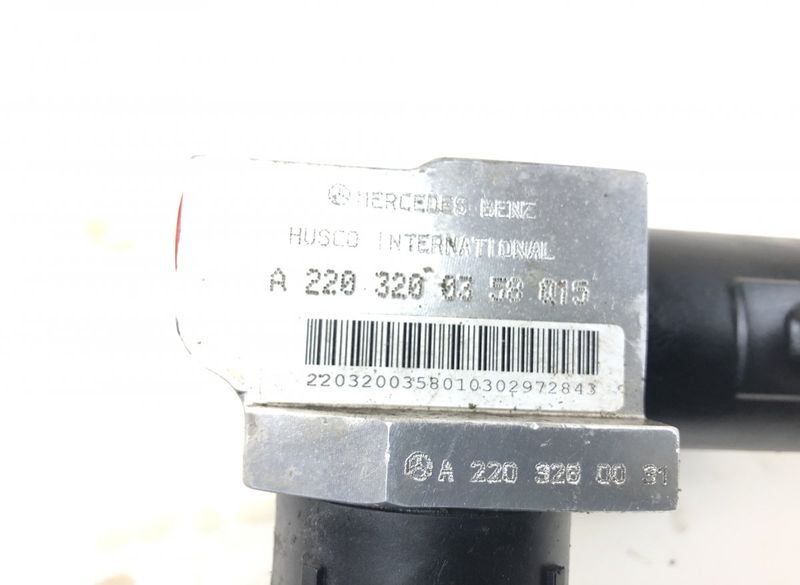 MERCEDES BENZ
HUSCO INTERNATIONAL
A 220 320 03 58 Q15
2203200358010302972843
A 220 328 00 31